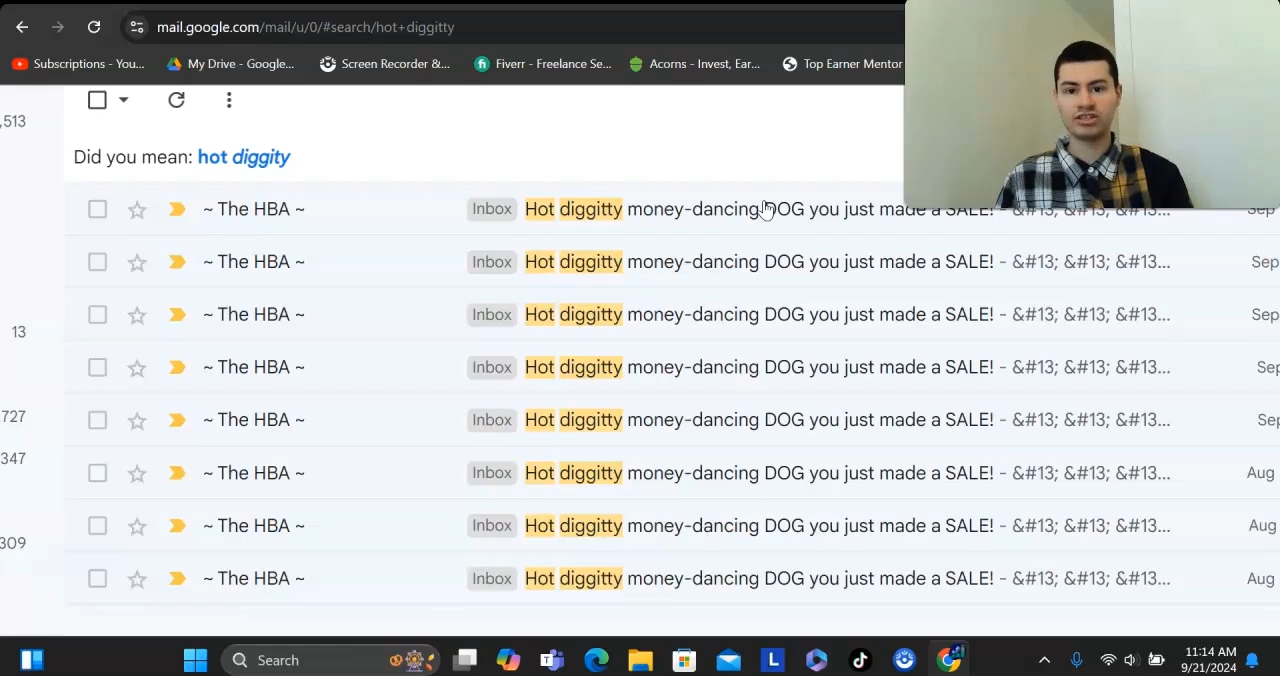 mail.google.com/mail/u/0/#search/hot+diggitty
Subscriptions - You... My Drive - Google... Screen Recorder &... Fiverr - Freelance Se... Acorns - Invest, Ear... Top Earner Mentor
,513
Did you mean: hot diggity
~ The HBA ~ Inbox Hot diggitty money-dancing DOG you just made a SALE! - &#13; &#13; &#13... Sep
~ The HBA ~ Inbox Hot diggitty money-dancing DOG you just made a SALE! - &#13; &#13; &#13... Sep
13 ~ The HBA ~ Inbox Hot diggitty money-dancing DOG you just made a SALE! - &#13; &#13; &#13... Sep
~ The HBA ~ Inbox Hot diggitty money-dancing DOG you just made a SALE! - &#13; &#13; &#13... Sep
727 ~ The HBA ~ Inbox Hot diggitty money-dancing DOG you just made a SALE! - &#13; &#13; &#13... Sep
347 ~ The HBA ~ Inbox Hot diggitty money-dancing DOG you just made a SALE! - &#13; &#13; &#13... Aug
309 ~ The HBA ~ Inbox Hot diggitty money-dancing DOG you just made a SALE! - &#13; &#13; &#13... Aug
~ The HBA ~ Inbox Hot diggitty money-dancing DOG you just made a SALE! - &#13; &#13; &#13... Aug
Search
11:14 AM
9/21/2024